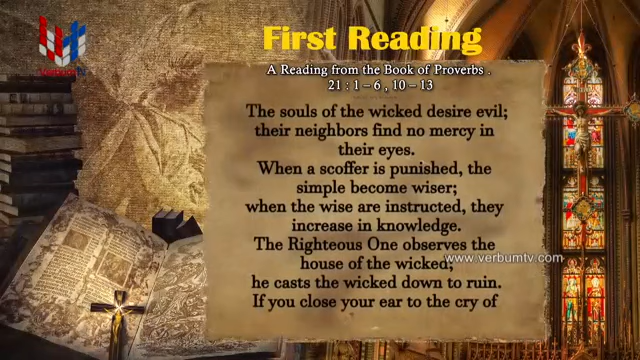 First Reading
A Reading from the Book of Proverbs .
21 : 1 – 6 , 10 – 13
The souls of the wicked desire evil;
their neighbors find no mercy in
their eyes.
When a scoffer is punished, the
simple become wiser;
when the wise are instructed, they
increase in knowledge.
The Righteous One observes the
house of the wicked;
www.verbumtv.com
he casts the wicked down to ruin.
If you close your ear to the cry of